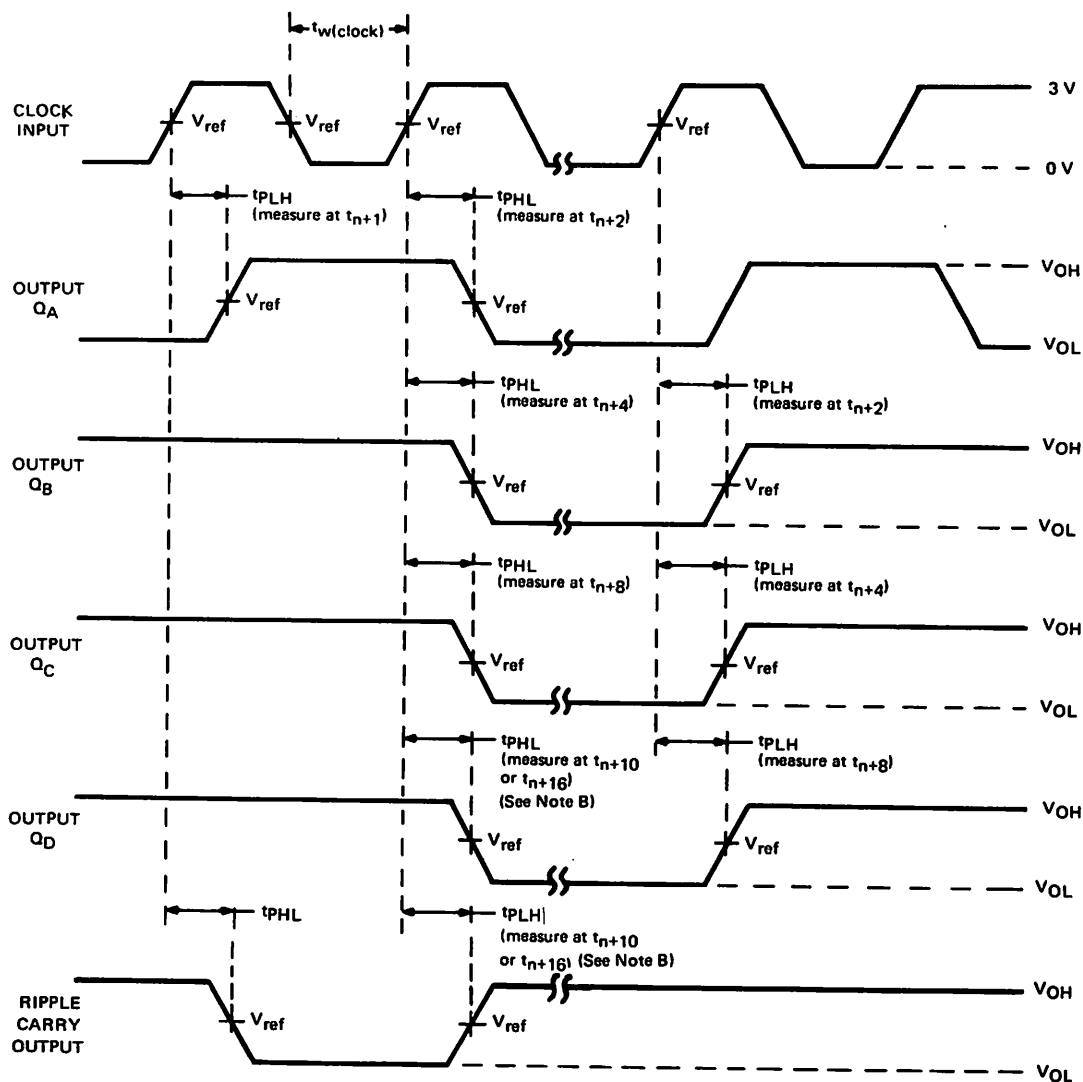 tw(clock)
CLOCK
INPUT
Vref
Vref
Vref
Vref
3 V
0 V
tPLH
(measure at tn+1)
tPHL
(measure at tn+2)
OUTPUT
QA
Vref
Vref
VOH
VOL
tPHL
(measure at tn+4)
tPLH
(measure at tn+2)
OUTPUT
QB
Vref
Vref
VOH
VOL
tPHL
(measure at tn+8)
tPLH
(measure at tn+4)
OUTPUT
QC
Vref
Vref
VOH
VOL
tPHL
(measure at tn+10
or tn+16)
(See Note B)
tPLH
(measure at tn+8)
OUTPUT
QD
Vref
Vref
VOH
VOL
tPHL
tPLH
(measure at tn+10
or tn+16) (See Note B)
RIPPLE
CARRY
OUTPUT
Vref
Vref
VOH
VOL